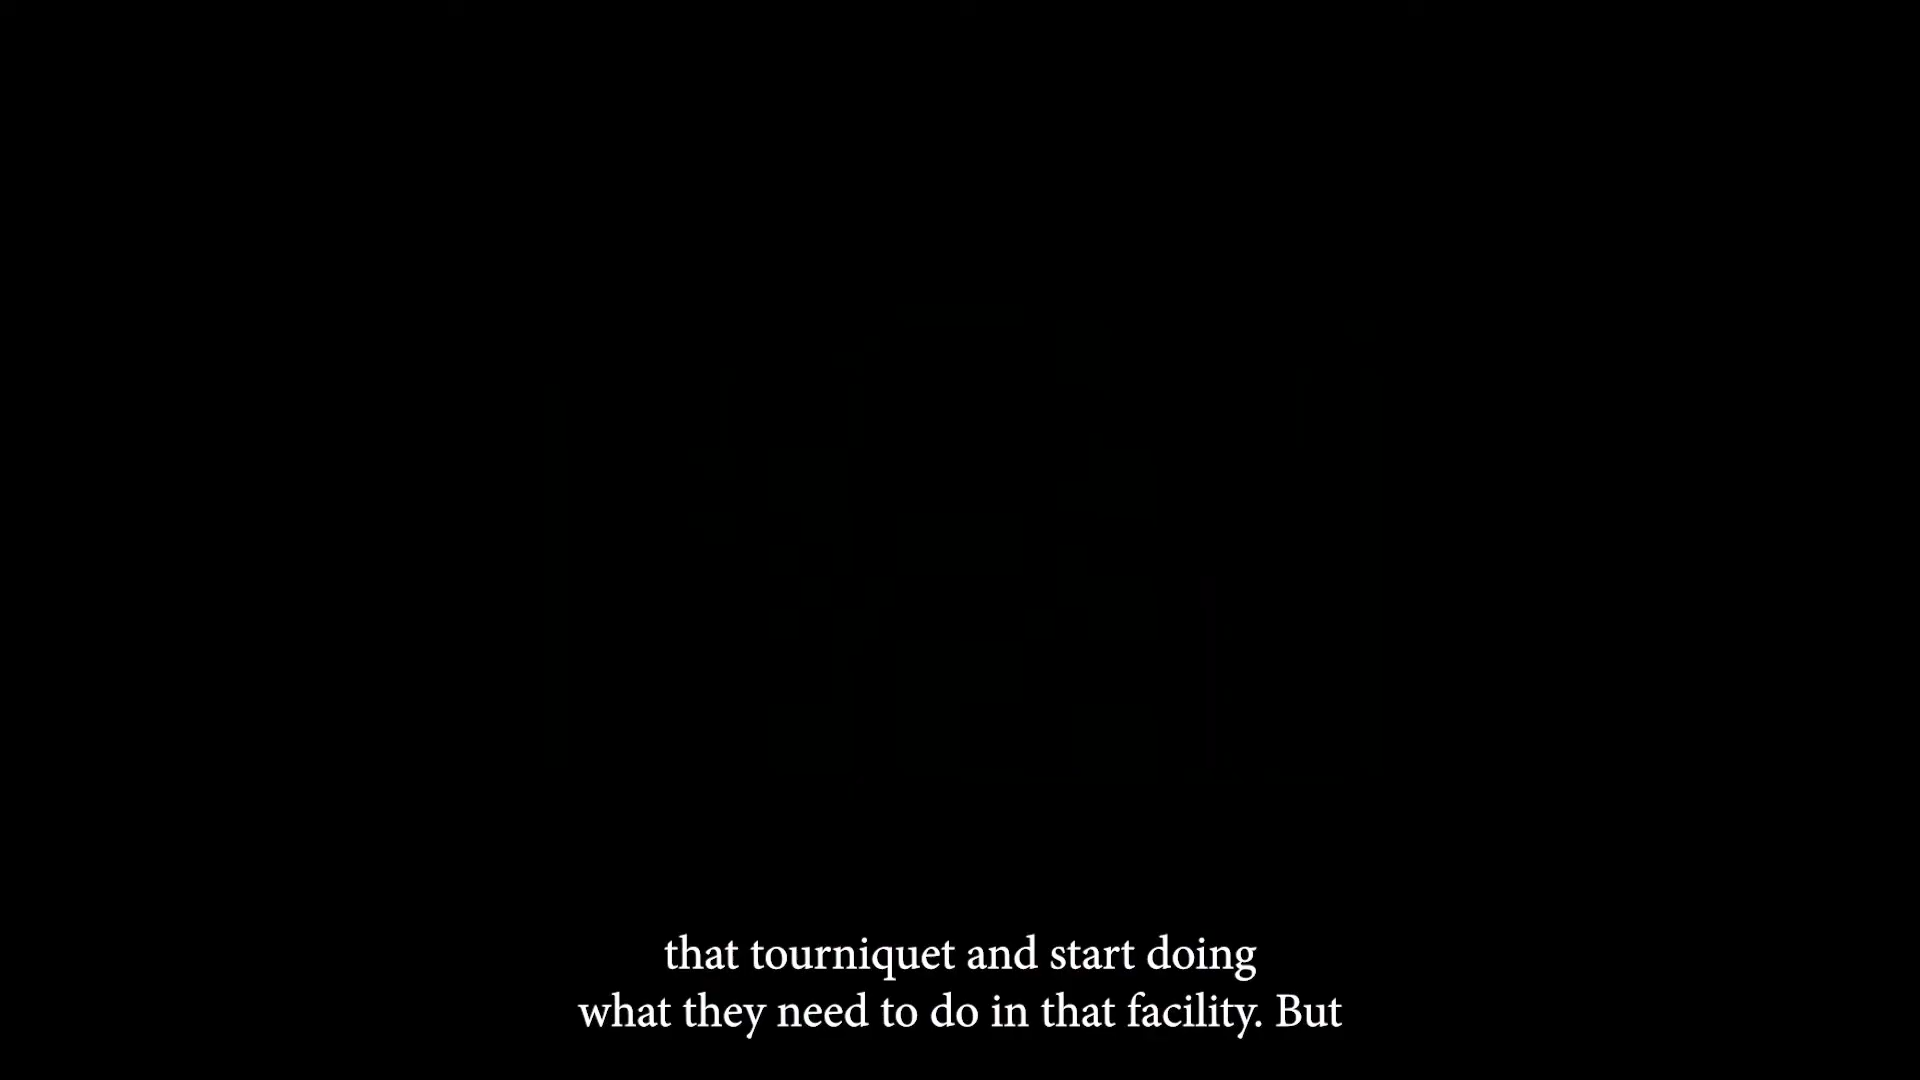 that tourniquet and start doing
what they need to do in that facility. But